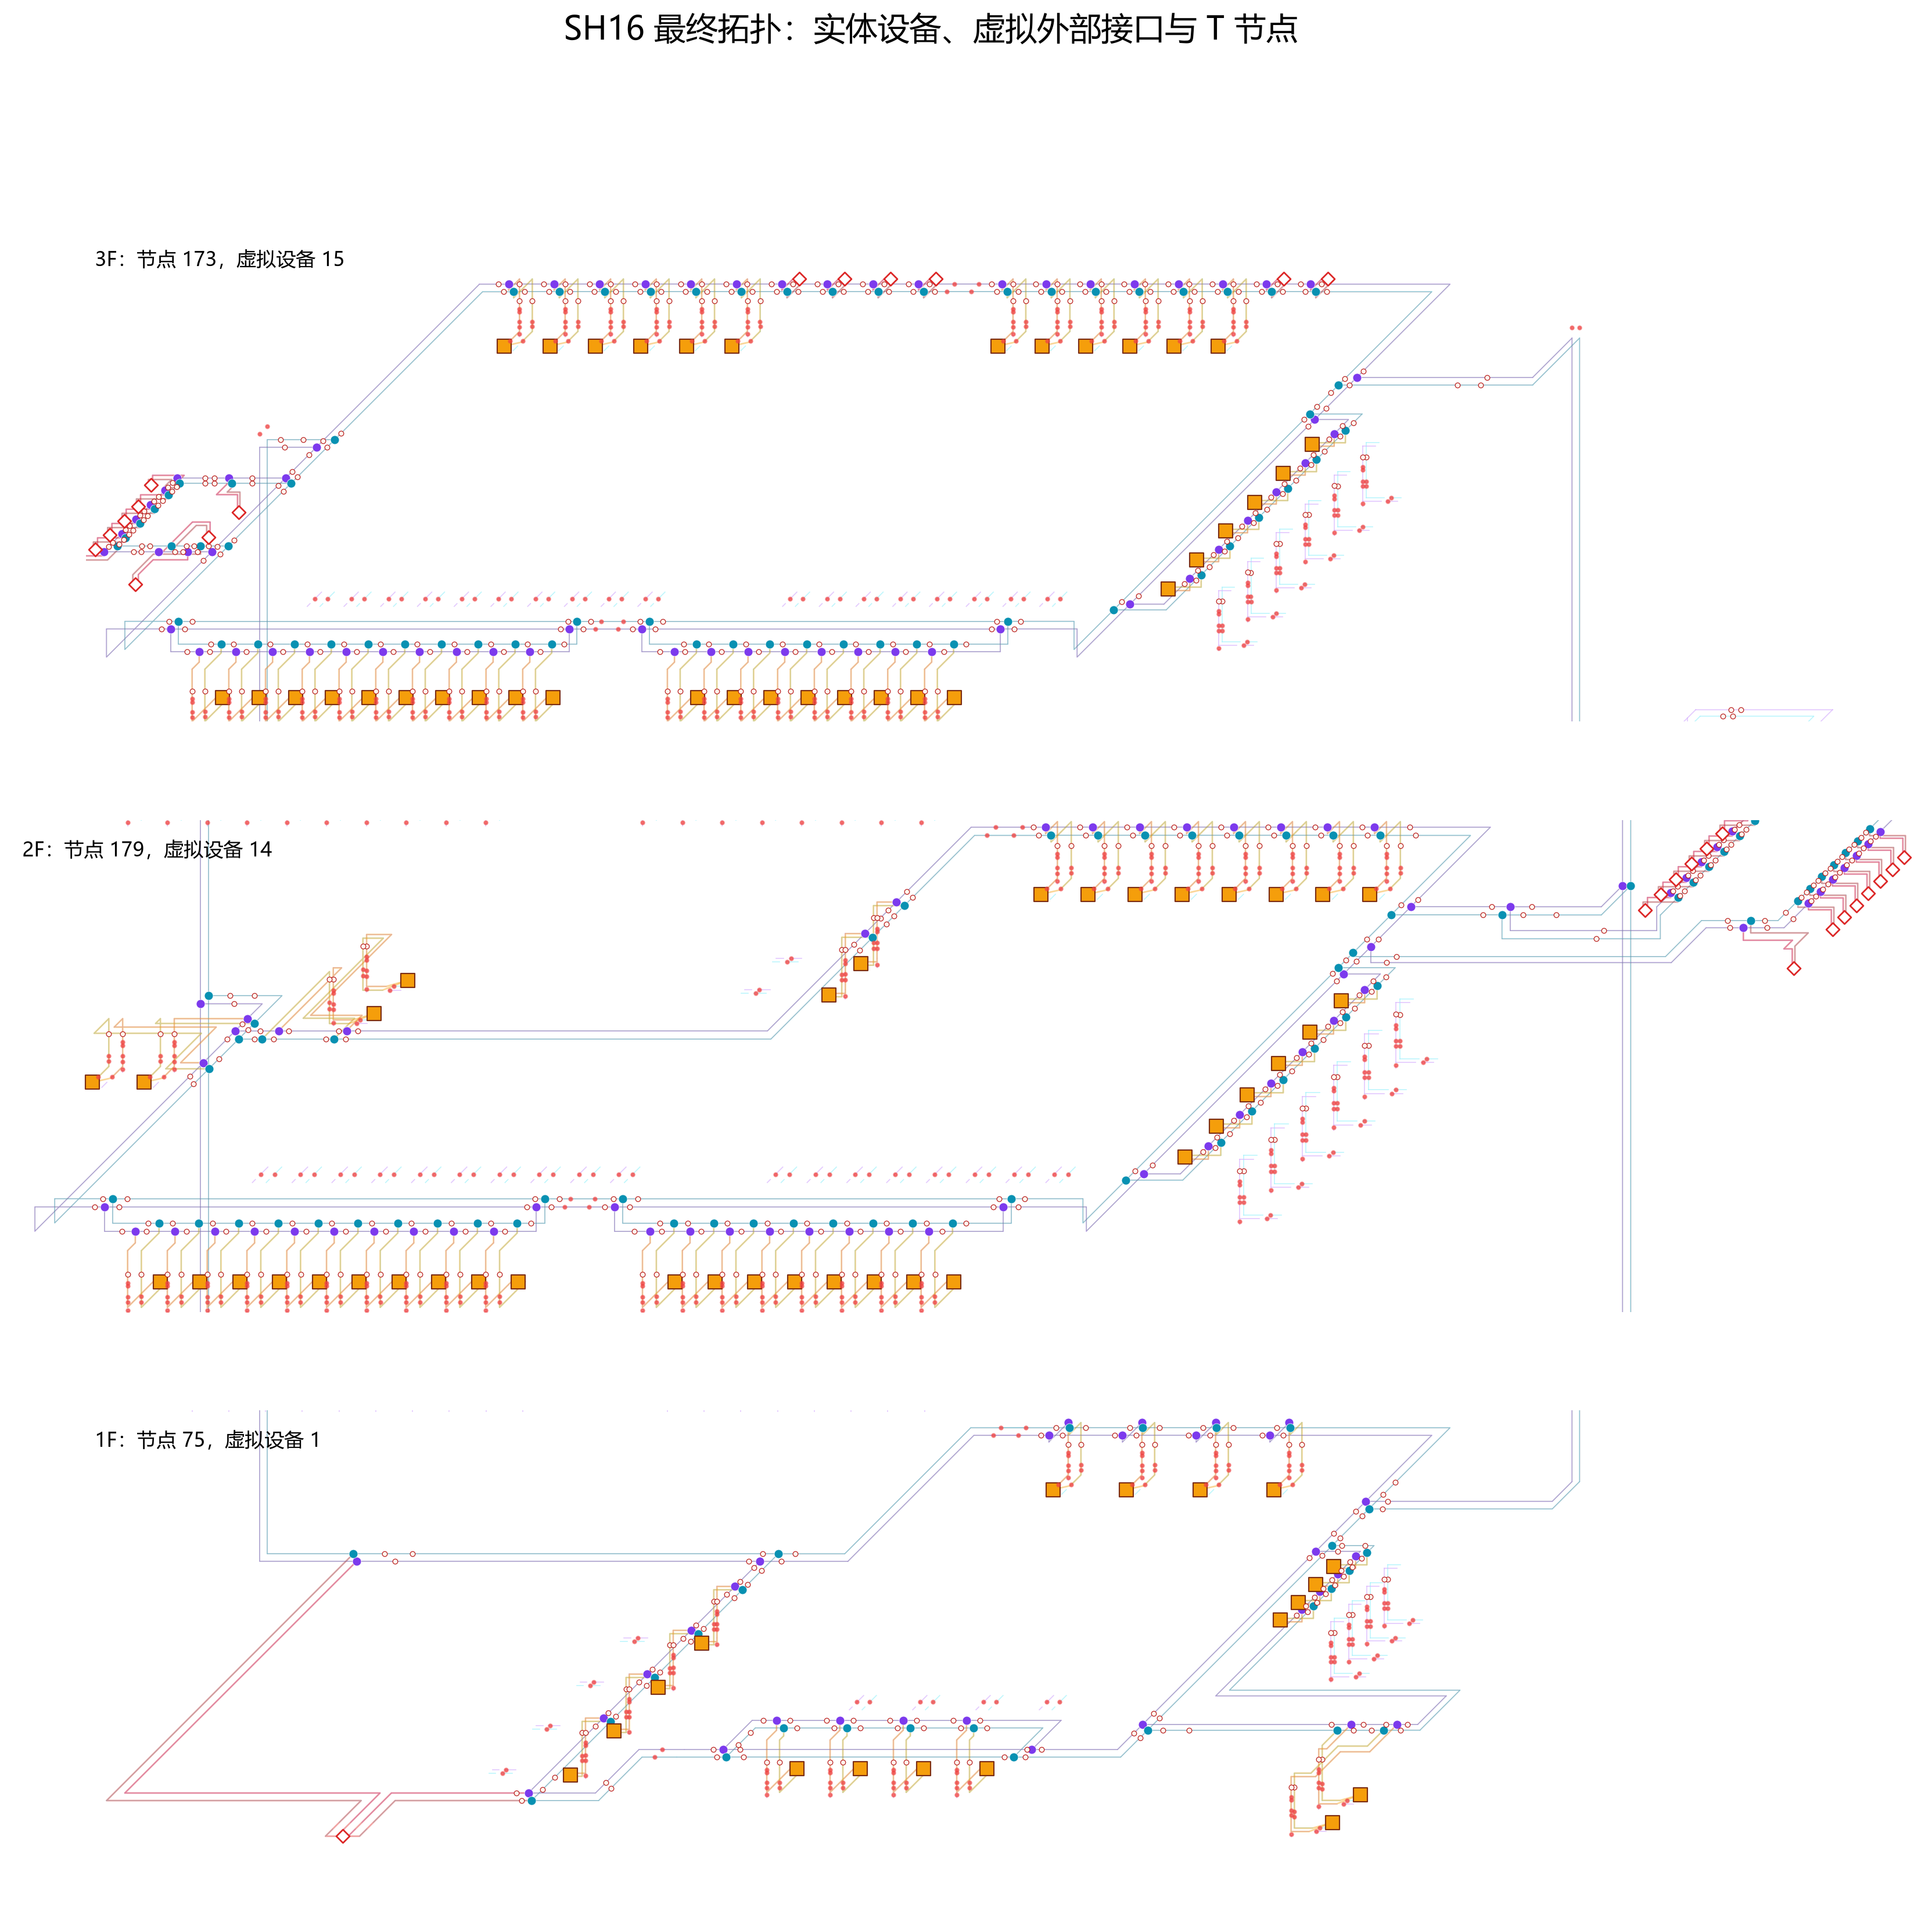 SH16 最终拓扑：实体设备、虚拟外部接口与 T 节点
3F：节点 173，虚拟设备 15
2F：节点 179，虚拟设备 14
1F：节点 75，虚拟设备 1